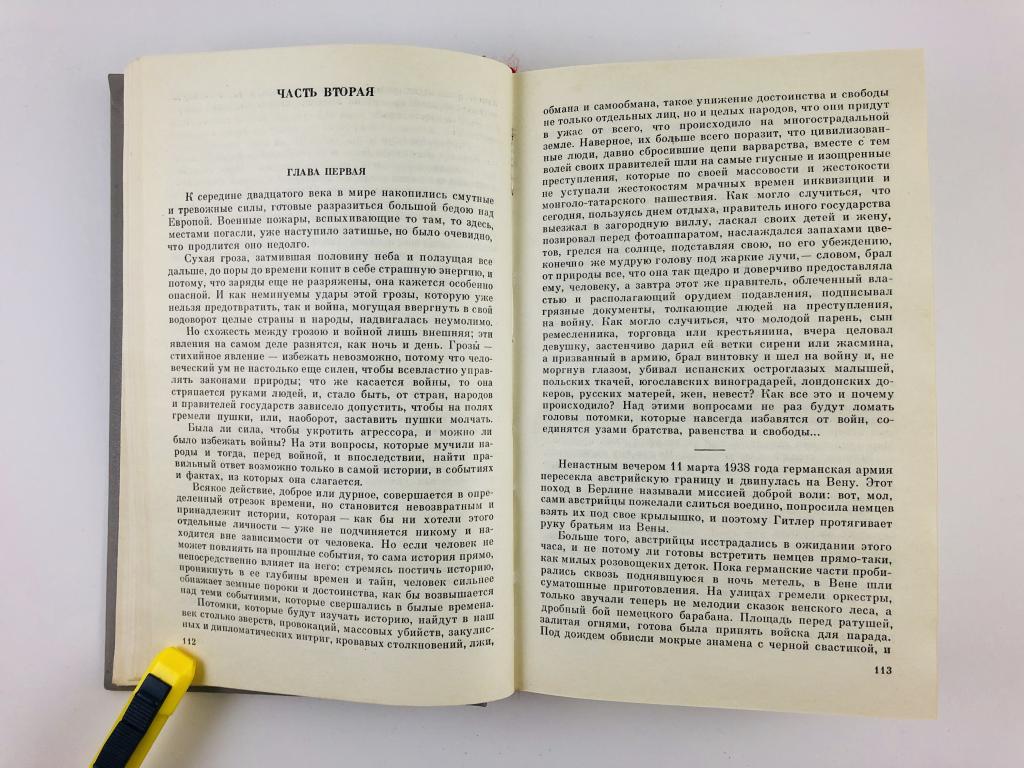 ЧАСТЬ ВТОРАЯ
ГЛАВА ПЕРВАЯ
К середине двадцатого века в мире накопились смутные
и тревожные силы, готовые разразиться большой бедою над
Европой. Военные пожары, вспыхивающие то там, то здесь,
местами погасли, уже наступило затишье, но было очевидно,
что продлится оно недолго.
Сухая гроза, затмившая половину неба и ползущая все
дальше, до поры до времени копит в себе страшную энергию, и
потому, что заряды еще не разряжены, она кажется особенно
опасной. И как неминуемы удары этой грозы, которую уже
нельзя предотвратить, так и война, могущая ввергнуть в свой
водоворот целые страны и народы, надвигалась неумолимо.
Но схожесть между грозою и войной лишь внешняя; эти
явления на самом деле разнятся, как ночь и день. Грозы —
стихийное явление — избежать невозможно, потому что чело-
веческий ум не настолько еще силен, чтобы всевластно управ-
лять законами природы; что же касается войны, то она
стряпается руками людей, и, стало быть, от стран, народов
и правителей государств зависело допустить, чтобы на полях
гремели пушки, или, наоборот, заставить пушки молчать.
Была ли сила, чтобы укротить агрессора, и можно ли
было избежать войны? На эти вопросы, которые мучили на-
роды и тогда, перед войной, и впоследствии, найти пра-
вильный ответ возможно только в самой истории, в событиях
и фактах, из которых она слагается.
Всякое действие, доброе или дурное, совершается в опре-
деленный отрезок времени, но становится невозвратным и
принадлежит истории, которая — как бы ни хотели этого
отдельные личности — уже не подчиняется никому и на-
ходится вне зависимости от человека. Но если человек не
может повлиять на прошлые события, то сама история прямо,
непосредственно влияет на него: стремясь постичь историю,
проникнуть в ее глубины времен и тайн, человек сильнее
обнажает земные пороки и достоинства, как бы возвышается
над теми событиями, которые свершались в былые времена.
Потомки, которые будут изучать историю, найдут в наш
век столько зверств, провокаций, массовых убийств, закулис-
ных и дипломатических интриг, кровавых столкновений, лжи,
112
обмана и самообмана, такое унижение достоинства и свободы
не только отдельных лиц, но и целых народов, что они придут
в ужас от всего, что происходило на многострадальной
земле. Наверное, их больше всего поразит, что цивилизован-
ные люди, давно сбросившие цепи варварства, вместе с тем
волей своих правителей шли на самые гнусные и изощренные
преступления, которые по своей массовости и жестокости
не уступали жестокостям мрачных времен инквизиции и
монголо-татарского нашествия. Как могло случиться, что
сегодня, пользуясь днем отдыха, правитель иного государства
выезжал в загородную виллу, ласкал своих детей и жену,
позировал перед фотоаппаратом, наслаждался запахами цве-
тов, грелся на солнце, подставляя свою, по его убеждению,
конечно же мудрую голову под жаркие лучи,— словом, брал
от природы все, что она так щедро и доверчиво предоставляла
ему, человеку, а завтра этот же правитель, облеченный вла-
стью и располагающий орудием подавления, подписывал
грязные документы, толкающие людей на преступления,
на войну. Как могло случиться, что молодой парень, сын
ремесленника, торговца или крестьянина, вчера целовал
девушку, застенчиво дарил ей ветки сирени или жасмина,
а призванный в армию, брал винтовку и шел на войну и, не
моргнув глазом, убивал испанских остроглазых малышей,
польских ткачей, югославских виноградарей, лондонских до-
керов, русских матерей, жен, невест? Как все это и почему
происходило? Над этими вопросами не раз будут ломать
головы потомки, которые навсегда избавятся от войн, со-
единятся узами братства, равенства и свободы...
Ненастным вечером 11 марта 1938 года германская армия
пересекла австрийскую границу и двинулась на Вену. Этот
поход в Берлине называли миссией доброй воли: вот, мол,
сами австрийцы пожелали слиться воедино, попросила немцев
взять их под свое крылышко, и поэтому Гитлер протягивает
руку братьям из Вены.
Больше того, австрийцы исстрадались в ожидании этого
часа, и не потому ли готовы встретить немцев прямо-таки,
как милых розовощеких деток. Пока германские части проби-
рались сквозь поднявшуюся в ночь метель, в Вене шли
суматошные приготовления. На улицах гремели оркестры,
только звучали теперь не мелодии сказок венского леса, а
дробный бой немецкого барабана. Площадь перед ратушей,
залитая огнями, готова была принять войска для парада.
Под дождем обвисли мокрые знамена с черной свастикой, и
113